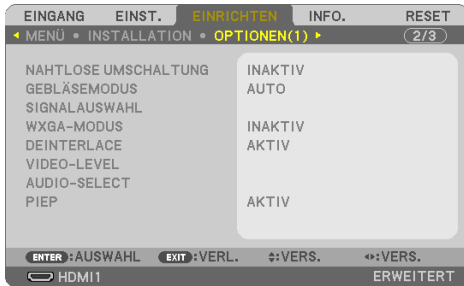 EINGANG EINST. EINRICHTEN INFO. RESET
MENÜ • INSTALLATION • OPTIONEN(1) 2/3
NAHTLOSE UMSCHALTUNG INAKTIV
GEBLÄSEMODUS AUTO
SIGNALAUSWAHL
WXGA-MODUS INAKTIV
DEINTERLACE AKTIV
VIDEO-LEVEL
AUDIO-SELECT
PIEP AKTIV
ENTER :AUSWAHL EXIT :VERL. :VERS. :VERS.
HDMI1 ERWEITERT